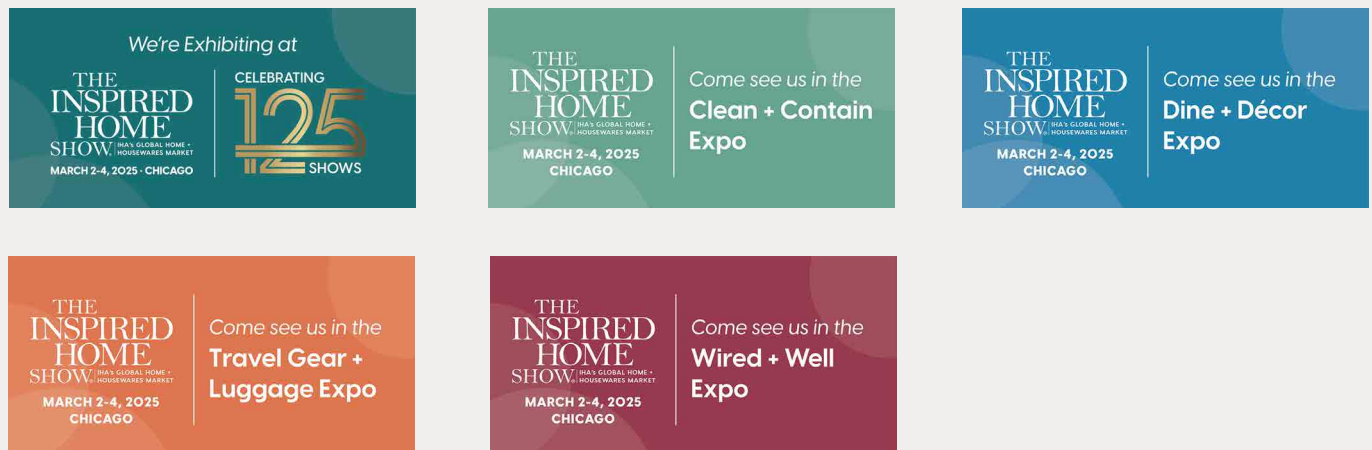 We're Exhibiting at
THE
INSPIRED
HOME
SHOW® IHA's GLOBAL HOME +
HOUSEWARES MARKET
MARCH 2-4, 2025 · CHICAGO
CELEBRATING
125
SHOWS
THE
INSPIRED
HOME
SHOW® IHA's GLOBAL HOME +
HOUSEWARES MARKET
MARCH 2-4, 2025
CHICAGO
Come see us in the
Clean + Contain
Expo
THE
INSPIRED
HOME
SHOW® IHA's GLOBAL HOME +
HOUSEWARES MARKET
MARCH 2-4, 2025
CHICAGO
Come see us in the
Dine + Décor
Expo
THE
INSPIRED
HOME
SHOW® IHA's GLOBAL HOME +
HOUSEWARES MARKET
MARCH 2-4, 2025
CHICAGO
Come see us in the
Travel Gear +
Luggage Expo
THE
INSPIRED
HOME
SHOW® IHA's GLOBAL HOME +
HOUSEWARES MARKET
MARCH 2-4, 2025
CHICAGO
Come see us in the
Wired + Well
Expo